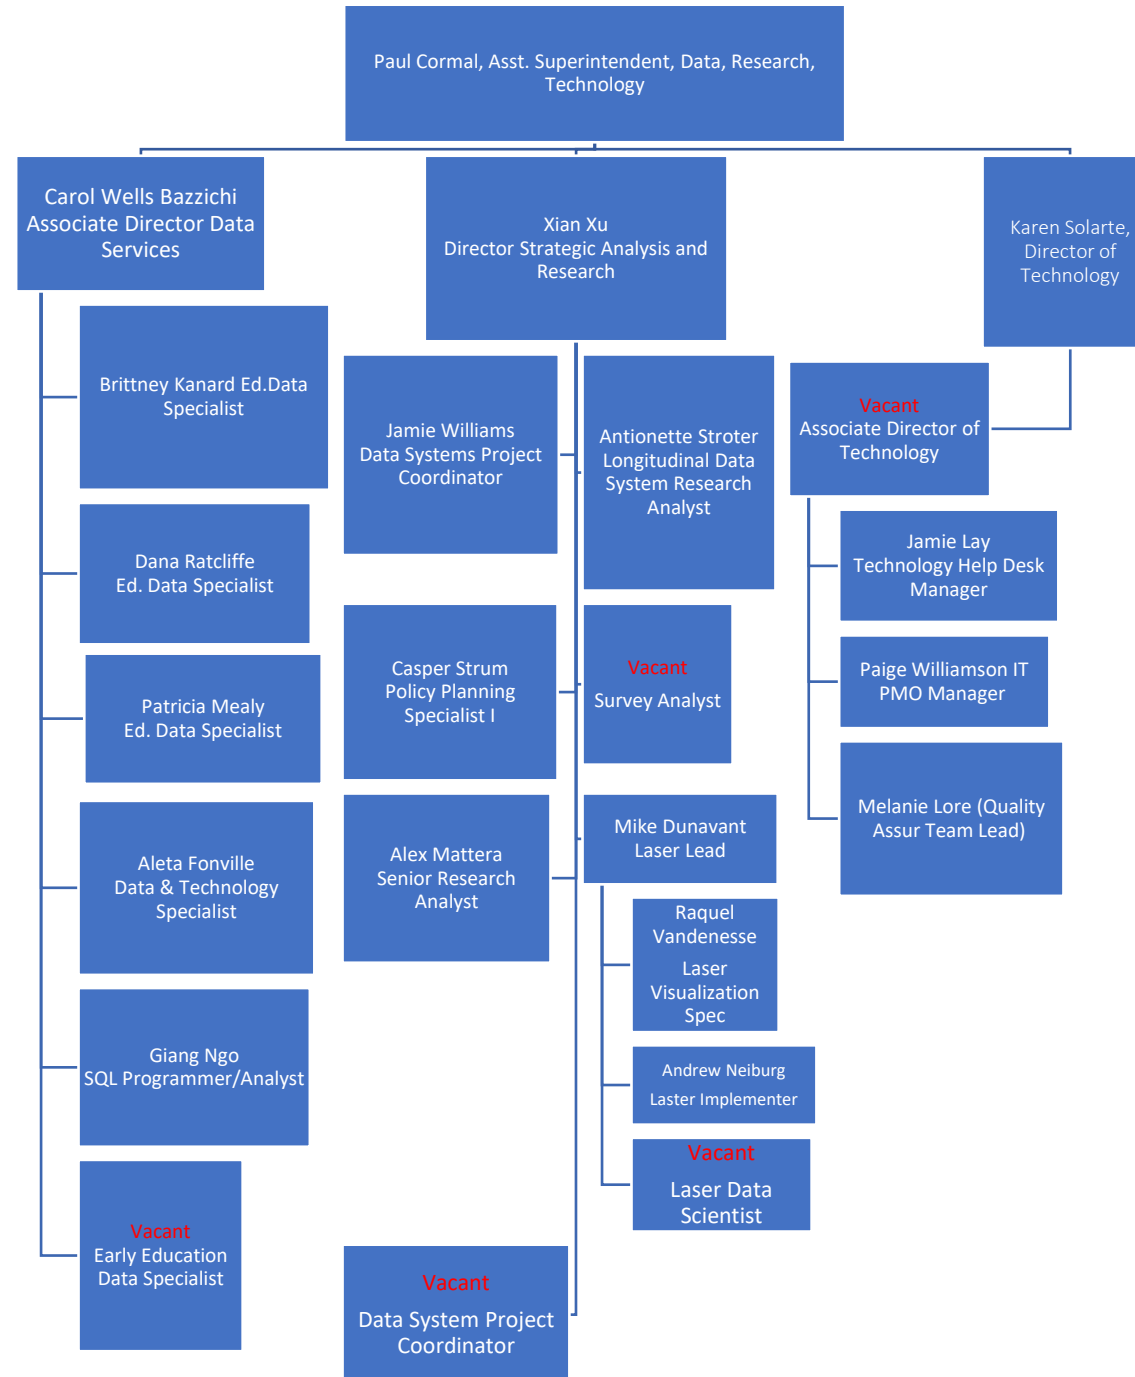 Paul Cormal, Asst. Superintendent, Data, Research,
Technology
Carol Wells Bazzichi
Associate Director Data
Services
Brittney Kanard Ed.Data
Specialist
Dana Ratcliffe
Ed. Data Specialist
Patricia Mealy
Ed. Data Specialist
Aleta Fonville
Data & Technology
Specialist
Giang Ngo
SQL Programmer/Analyst
Vacant
Early Education
Data Specialist
Xian Xu
Director Strategic Analysis and
Research
Jamie Williams
Data Systems Project
Coordinator
Antionette Stroter
Longitudinal Data
System Research
Analyst
Casper Strum
Policy Planning
Specialist I
Vacant
Survey Analyst
Alex Mattera
Senior Research
Analyst
Mike Dunavant
Laser Lead
Raquel
Vandenesse
Laser
Visualization
Spec
Andrew Neiburg
Laster Implementer
Vacant
Laser Data
Scientist
Vacant
Data System Project
Coordinator
Karen Solarte,
Director of
Technology
Vacant
Associate Director of
Technology
Jamie Lay
Technology Help Desk
Manager
Paige Williamson IT
PMO Manager
Melanie Lore (Quality
Assur Team Lead)